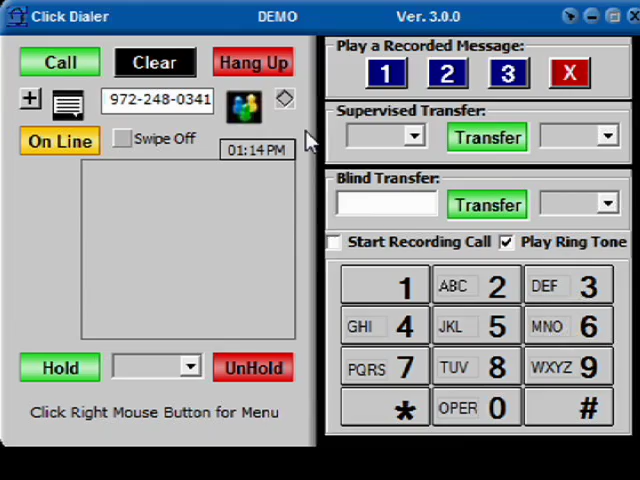 Click Dialer DEMO Ver. 3.0.0
Call Clear Hang Up
+ 972-248-0341
On Line Swipe Off
01:14 PM
Hold UnHold
Click Right Mouse Button for Menu
Play a Recorded Message:
1 2 3 X
Supervised Transfer:
Transfer
Blind Transfer:
Transfer
Start Recording Call Play Ring Tone
1 ABC 2 DEF 3
GHI 4 JKL 5 MNO 6
PQRS 7 TUV 8 WXYZ 9
* OPER 0 #